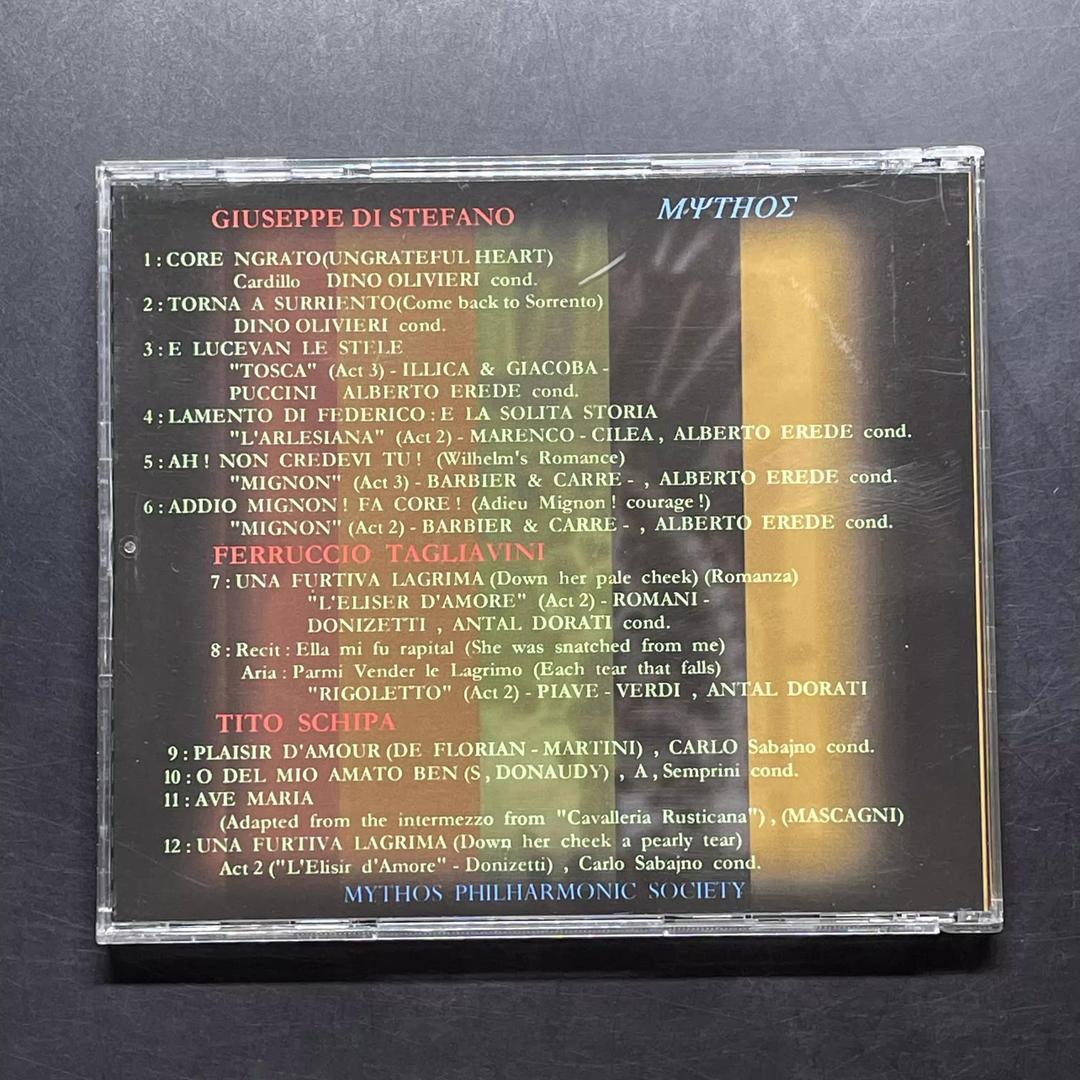 GIUSEPPE DI STEFANO
ΜΨΤΗΟΣ
1 : CORE NGRATO(UNGRATEFUL HEART)
Cardillo DINO OLIVIERI cond.
2 : TORNA A SURRIENTO(Come back to Sorrento)
DINO OLIVIERI cond.
3 : E LUCEVAN LE STELE
"TOSCA" (Act 3) - ILLICA & GIACOBA -
PUCCINI ALBERTO EREDE cond.
4 : LAMENTO DI FEDERICO : E LA SOLITA STORIA
"L'ARLESIANA" (Act 2) - MARENCO - CILEA , ALBERTO EREDE cond.
5 : AH ! NON CREDEVI TU ! (Wilhelm's Romance)
"MIGNON" (Act 3) - BARBIER & CARRE - , ALBERTO EREDE cond.
6 : ADDIO MIGNON ! FA CORE ! (Adieu Mignon ! courage !)
"MIGNON" (Act 2) - BARBIER & CARRE - , ALBERTO EREDE cond.
FERRUCCIO TAGLIAVINI
7 : UNA FURTIVA LAGRIMA (Down her pale cheek) (Romanza)
"L'ELISER D'AMORE" (Act 2) - ROMANI -
DONIZETTI , ANTAL DORATI cond.
8 : Recit : Ella mi fu rapital (She was snatched from me)
Aria : Parmi Vender le Lagrimo (Each tear that falls)
"RIGOLETTO" (Act 2) - PIAVE - VERDI , ANTAL DORATI
TITO SCHIPA
9 : PLAISIR D'AMOUR (DE FLORIAN - MARTINI) , CARLO Sabajno cond.
10 : O DEL MIO AMATO BEN (S , DONAUDY) , A , Semprini cond.
11 : AVE MARIA
(Adapted from the intermezzo from "Cavalleria Rusticana") , (MASCAGNI)
12 : UNA FURTIVA LAGRIMA (Down her cheek a pearly tear)
Act 2 ("L'Elisir d'Amore" - Donizetti) , Carlo Sabajno cond.
MYTHOS PHILHARMONIC SOCIETY